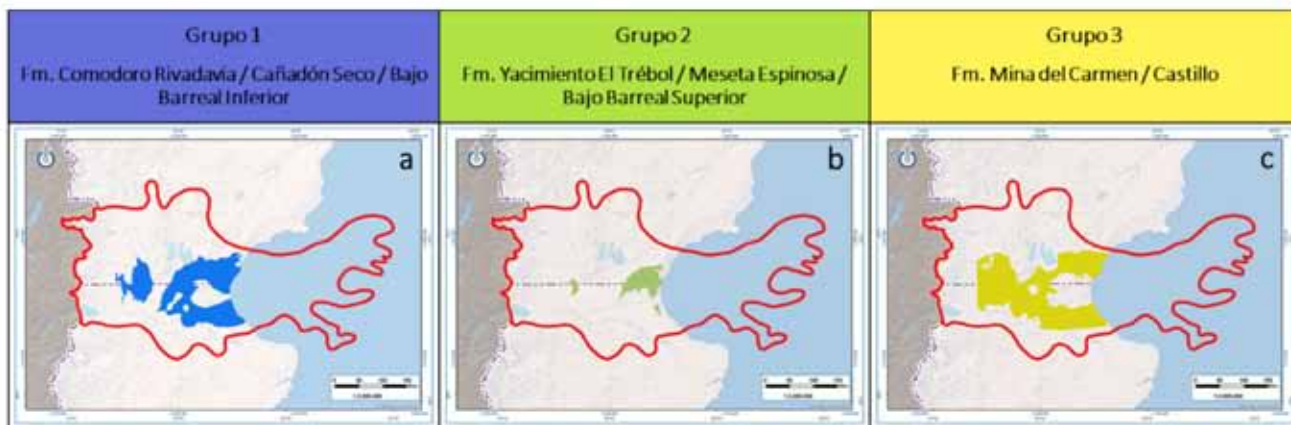 Grupo 1
Fm. Comodoro Rivadavia / Cañadón Seco / Bajo
Barreal Inferior
Grupo 2
Fm. Yacimiento El Trébol / Meseta Espinosa /
Bajo Barreal Superior
Grupo 3
Fm. Mina del Carmen / Castillo
a
b
c